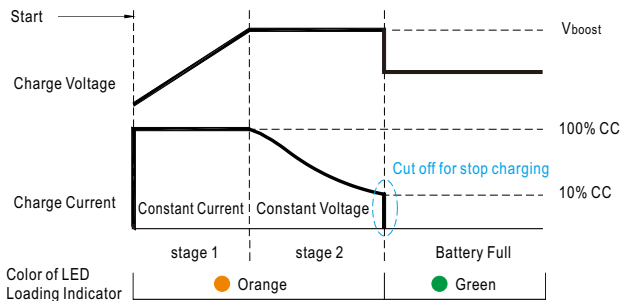 Start
Vboost
Charge Voltage
100% CC
Cut off for stop charging
10% CC
Charge Current
Constant Current
Constant Voltage
stage 1
stage 2
Battery Full
Color of LED
Loading Indicator
Orange
Green